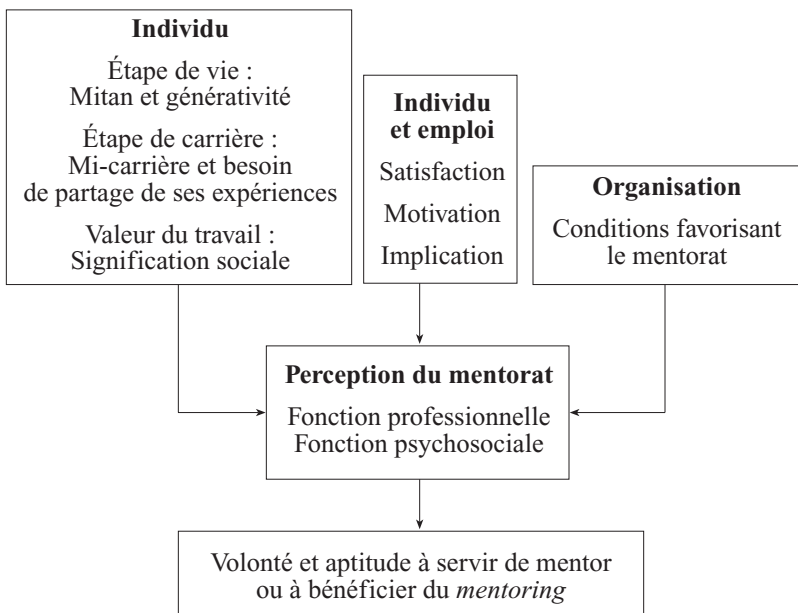 Individu
Étape de vie :
Mitan et générativité
Étape de carrière :
Mi-carrière et besoin
de partage de ses expériences
Valeur du travail :
Signification sociale
Individu
et emploi
Satisfaction
Motivation
Implication
Organisation
Conditions favorisant
le mentorat
Perception du mentorat
Fonction professionnelle
Fonction psychosociale
Volonté et aptitude à servir de mentor
ou à bénéficier du mentoring